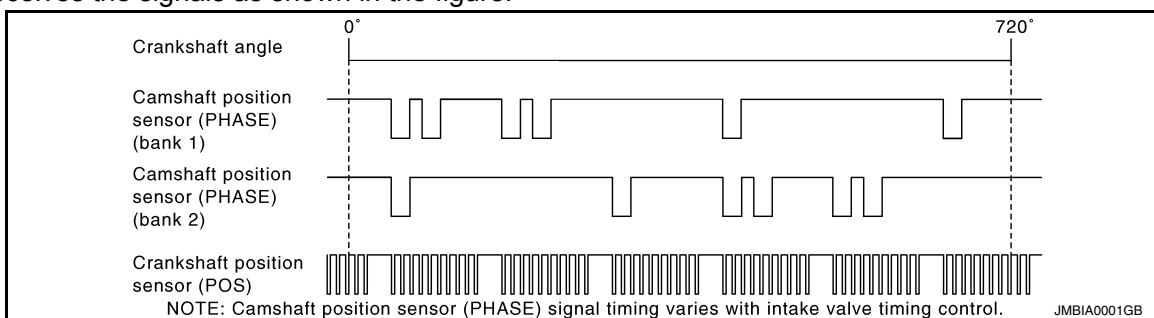 0° 720°
Crankshaft angle
Camshaft position
sensor (PHASE)
(bank 1)
Camshaft position
sensor (PHASE)
(bank 2)
Crankshaft position
sensor (POS)
NOTE: Camshaft position sensor (PHASE) signal timing varies with intake valve timing control.
JMBIA0001GB